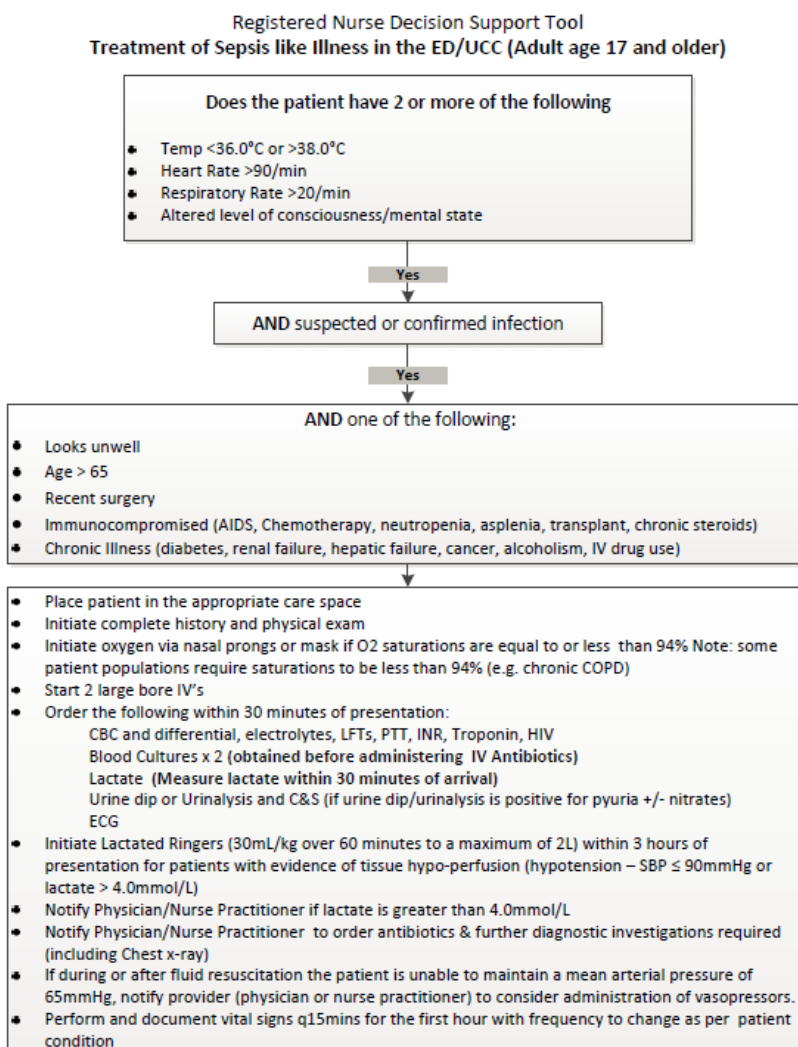 Registered Nurse Decision Support Tool
Treatment of Sepsis like Illness in the ED/UCC (Adult age 17 and older)
Does the patient have 2 or more of the following
Temp <36.0°C or >38.0°C
Heart Rate >90/min
Respiratory Rate >20/min
Altered level of consciousness/mental state
Yes
AND suspected or confirmed infection
Yes
AND one of the following:
Looks unwell
Age > 65
Recent surgery
Immunocompromised (AIDS, Chemotherapy, neutropenia, asplenia, transplant, chronic steroids)
Chronic Illness (diabetes, renal failure, hepatic failure, cancer, alcoholism, IV drug use)
Place patient in the appropriate care space
Initiate complete history and physical exam
Initiate oxygen via nasal prongs or mask if O2 saturations are equal to or less than 94% Note: some
patient populations require saturations to be less than 94% (e.g. chronic COPD)
Start 2 large bore IV's
Order the following within 30 minutes of presentation:
CBC and differential, electrolytes, LFTs, PTT, INR, Troponin, HIV
Blood Cultures x 2 (obtained before administering IV Antibiotics)
Lactate (Measure lactate within 30 minutes of arrival)
Urine dip or Urinalysis and C&S (if urine dip/urinalysis is positive for pyuria +/- nitrates)
ECG
Initiate Lactated Ringers (30mL/kg over 60 minutes to a maximum of 2L) within 3 hours of
presentation for patients with evidence of tissue hypo-perfusion (hypotension – SBP ≤ 90mmHg or
lactate > 4.0mmol/L)
Notify Physician/Nurse Practitioner if lactate is greater than 4.0mmol/L
Notify Physician/Nurse Practitioner to order antibiotics & further diagnostic investigations required
(including Chest x-ray)
If during or after fluid resuscitation the patient is unable to maintain a mean arterial pressure of
65mmHg, notify provider (physician or nurse practitioner) to consider administration of vasopressors.
Perform and document vital signs q15mins for the first hour with frequency to change as per patient
condition